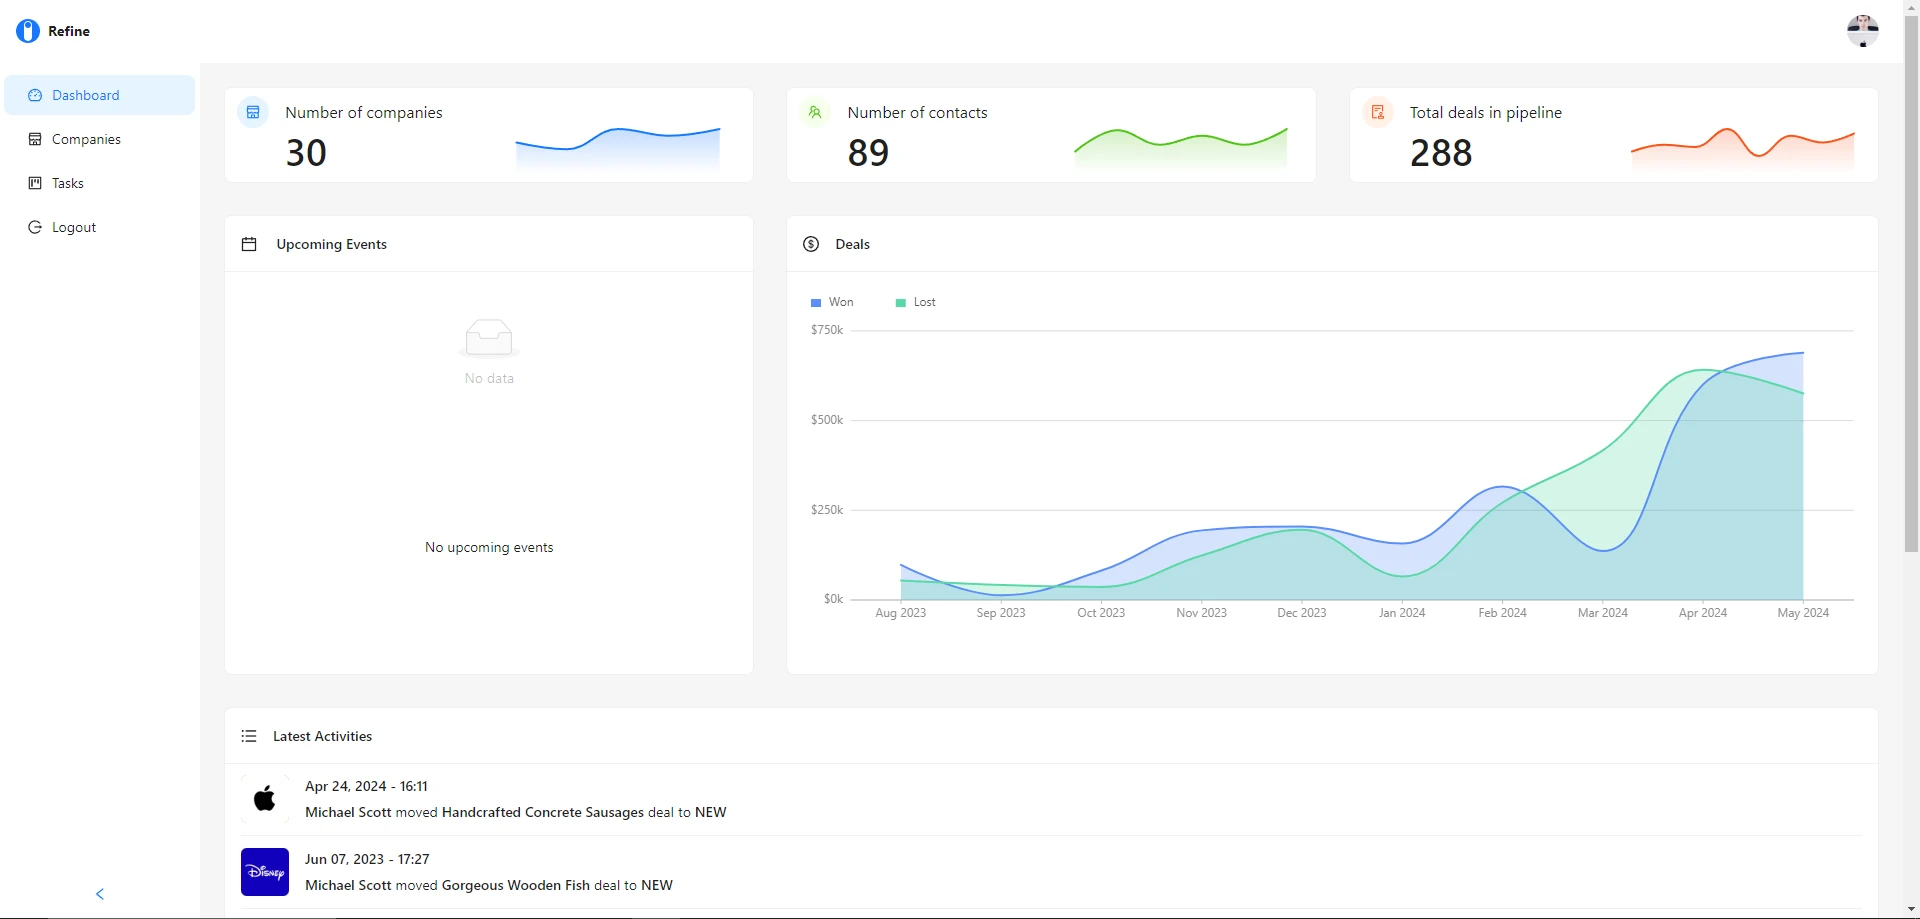 Refine
Dashboard
Companies
Tasks
Logout
Number of companies
30
Number of contacts
89
Total deals in pipeline
288
Upcoming Events
No data
No upcoming events
Deals
Won Lost
$750k
$500k
$250k
$0k
Aug 2023 Sep 2023 Oct 2023 Nov 2023 Dec 2023 Jan 2024 Feb 2024 Mar 2024 Apr 2024 May 2024
Latest Activities
Apr 24, 2024 - 16:11
Michael Scott moved Handcrafted Concrete Sausages deal to NEW
Disney
Jun 07, 2023 - 17:27
Michael Scott moved Gorgeous Wooden Fish deal to NEW